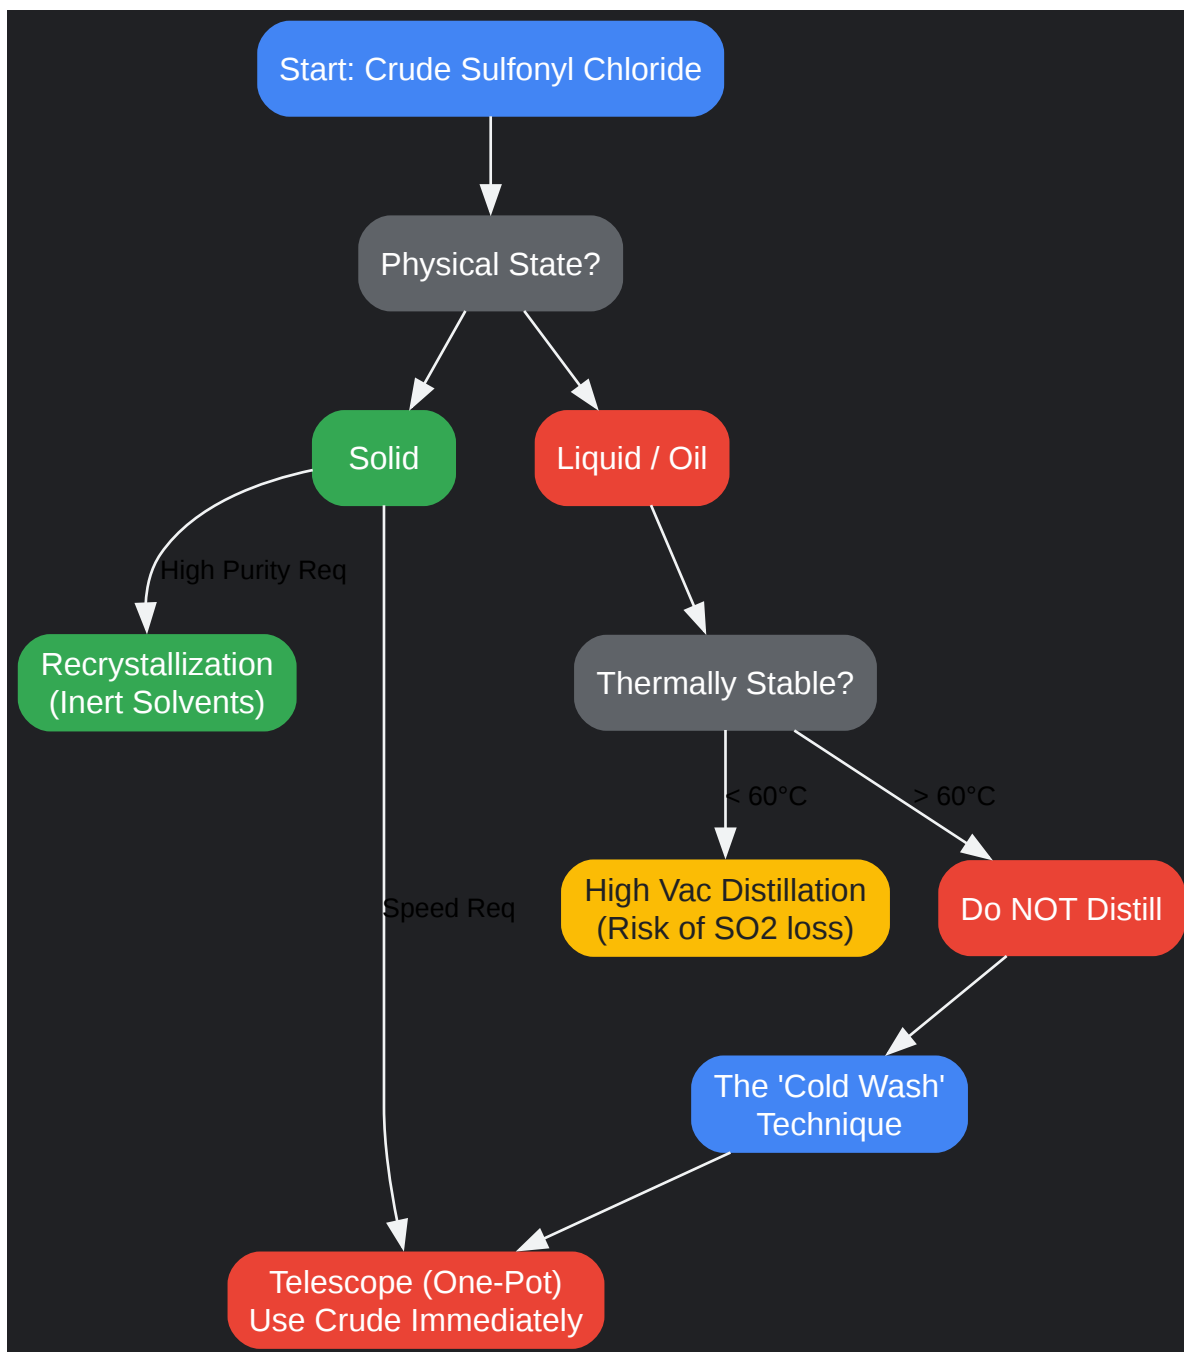 Start: Crude Sulfonyl Chloride
Physical State?
Solid
Liquid / Oil
High Purity Req
Recrystallization
(Inert Solvents)
Thermally Stable?
< 60°C
> 60°C
High Vac Distillation
(Risk of SO2 loss)
Do NOT Distill
Speed Req
The 'Cold Wash'
Technique
Telescope (One-Pot)
Use Crude Immediately